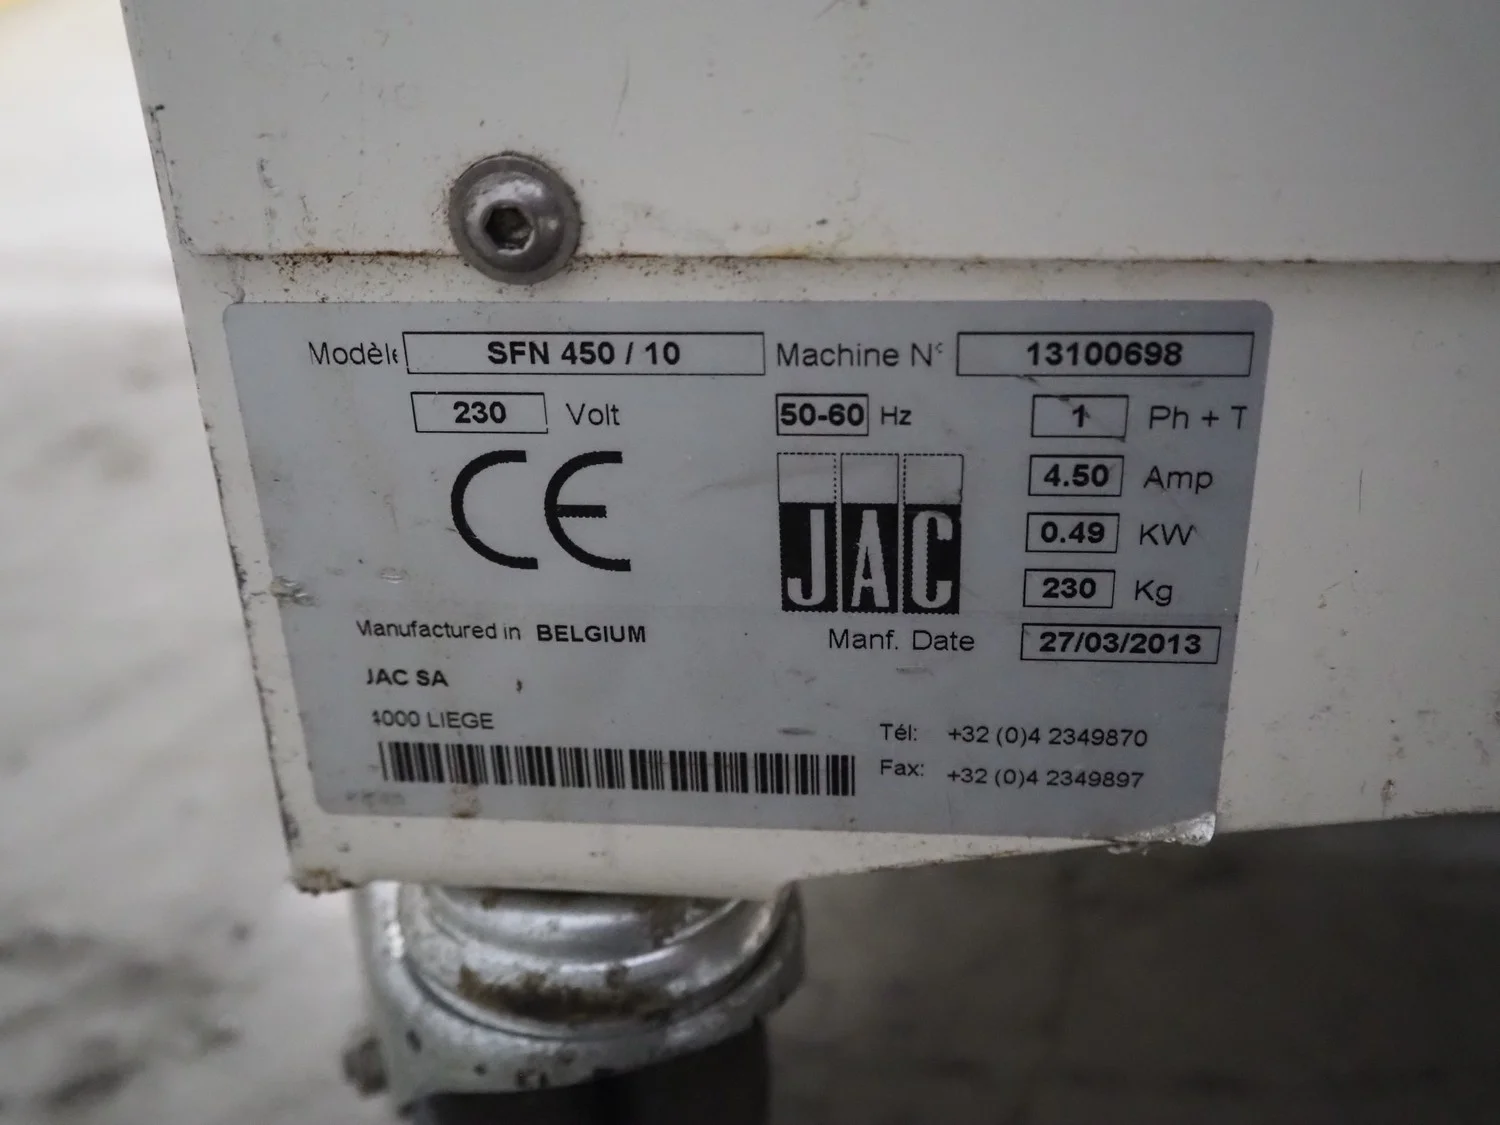 Modèle SFN 450 / 10 Machine N° 13100698
230 Volt 50-60 Hz 1 Ph + T
CE
JAC
4.50 Amp
0.49 KW
230 Kg
Manufactured in BELGIUM
Manf. Date 27/03/2013
JAC SA ,
4000 LIEGE
Tél: +32 (0)4 2349870
Fax: +32 (0)4 2349897